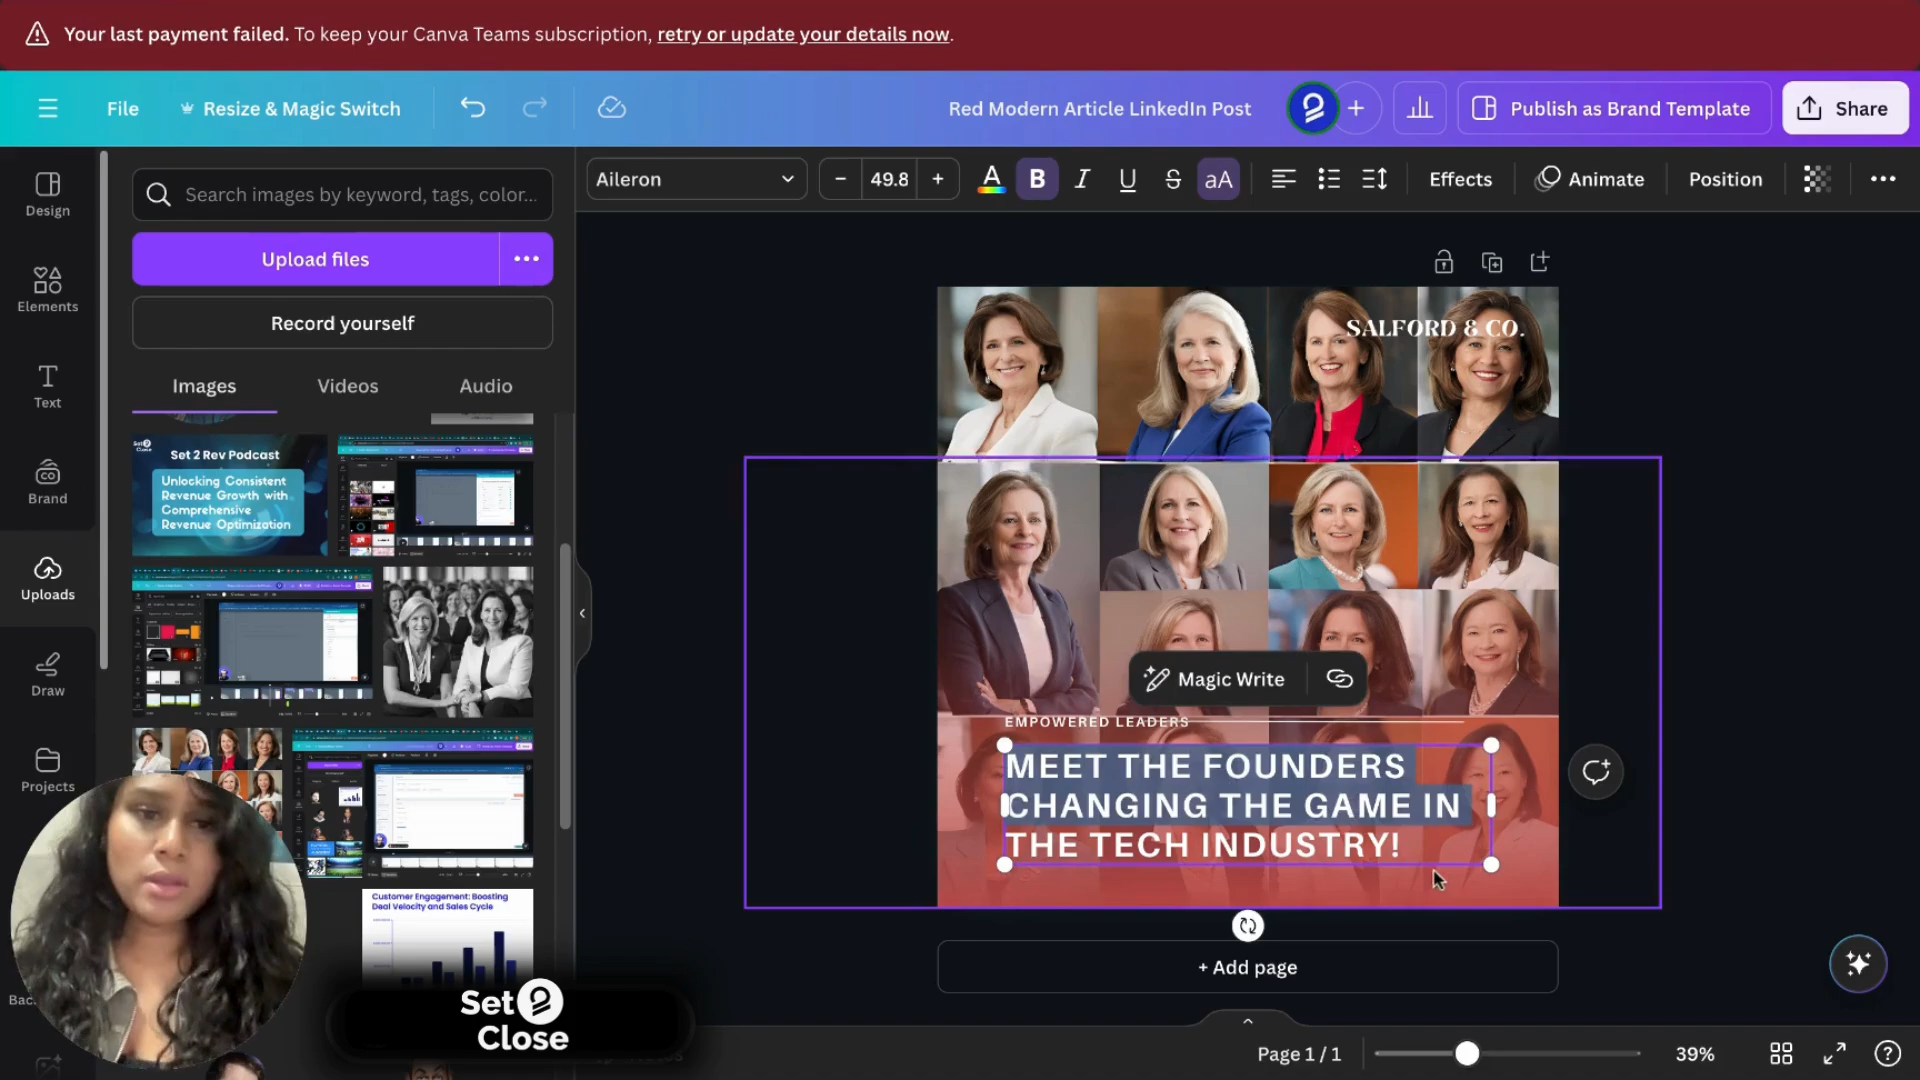 Your last payment failed. To keep your Canva Teams subscription, retry or update your details now.
File
Resize & Magic Switch
Red Modern Article LinkedIn Post
Publish as Brand Template
Share
Design
Elements
Text
Brand
Uploads
Draw
Projects
Search images by keyword, tags, color...
Upload files
Record yourself
Images
Videos
Audio
Set 2 Rev Podcast
Unlocking Consistent
Revenue Growth with
Comprehensive
Revenue Optimization
Customer Engagement: Boosting
Deal Velocity and Sales Cycle
Set
Close
Aileron
49.8
A
B
I
U
S
aA
Effects
Animate
Position
SALFORD & CO.
Magic Write
EMPOWERED LEADERS
MEET THE FOUNDERS
CHANGING THE GAME IN
THE TECH INDUSTRY!
+ Add page
Page 1 / 1
39%